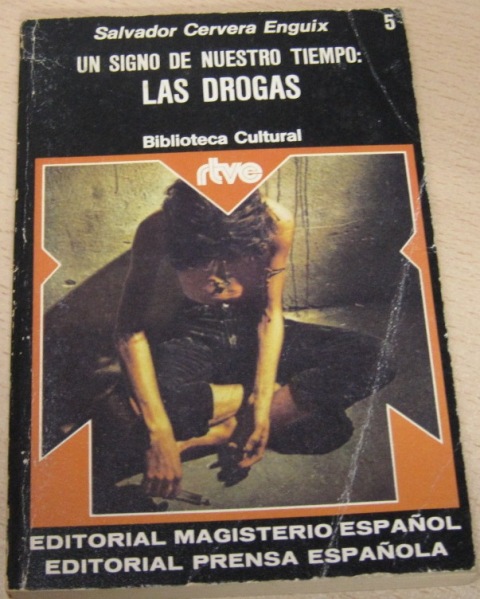 Salvador Cervera Enguix
5
UN SIGNO DE NUESTRO TIEMPO:
LAS DROGAS
Biblioteca Cultural
rtve
EDITORIAL MAGISTERIO ESPAÑOL
EDITORIAL PRENSA ESPAÑOLA